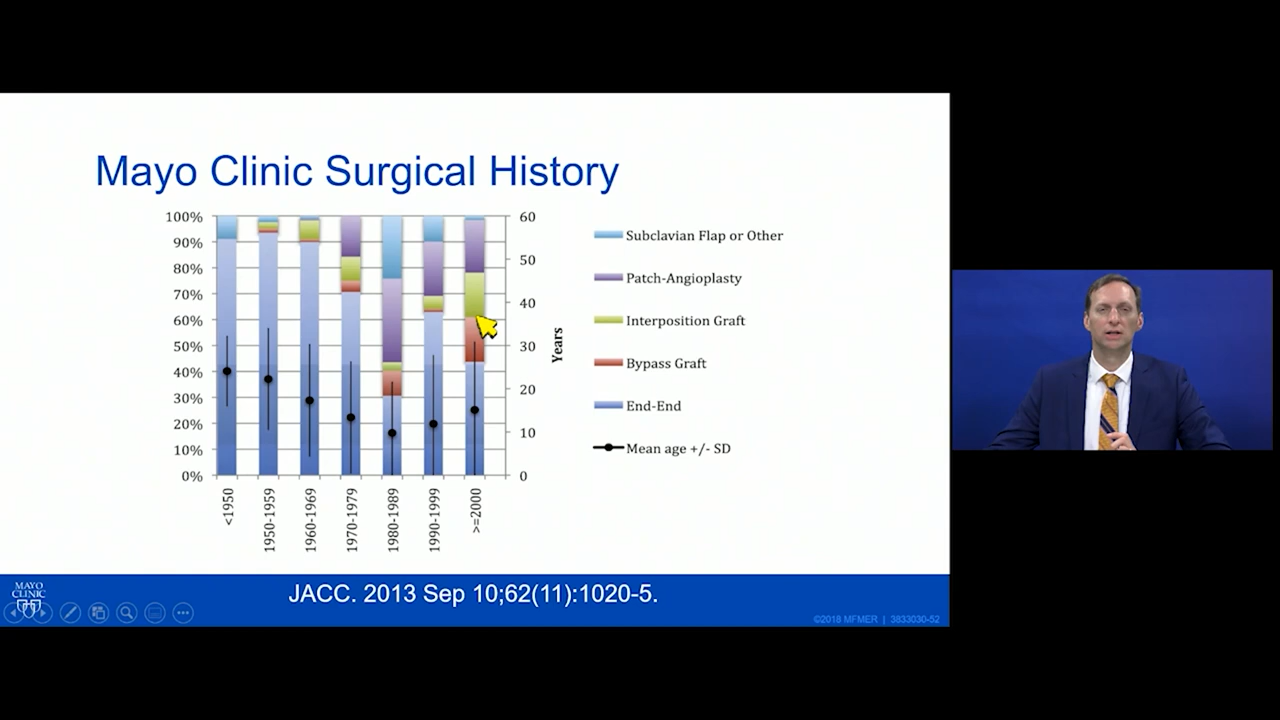 Mayo Clinic Surgical History
100%
90%
80%
70%
60%
50%
40%
30%
20%
10%
0%
60
50
40
30
20
10
0
Years
<1950
1950-1959
1960-1969
1970-1979
1980-1989
1990-1999
>=2000
Subclavian Flap or Other
Patch-Angioplasty
Interposition Graft
Bypass Graft
End-End
Mean age +/- SD
MAYO
CLINIC
JACC. 2013 Sep 10;62(11):1020-5.
©2018 MFMER | 3833030-52